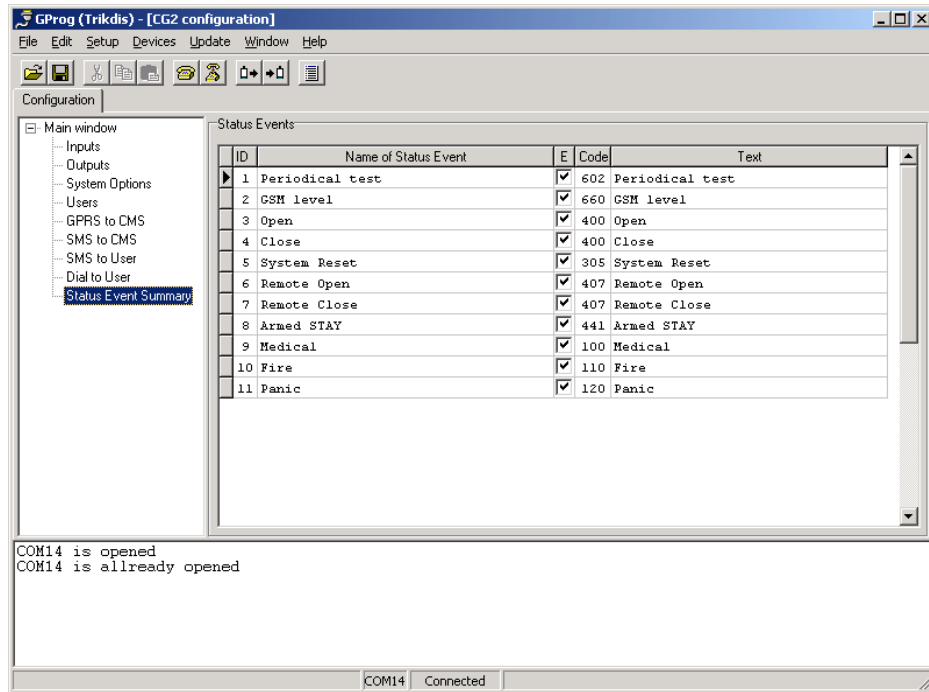 GProg (Trikdis) - [CG2 configuration]
File Edit Setup Devices Update Window Help
Configuration
Main window
Inputs
Outputs
System Options
Users
GPRS to CMS
SMS to CMS
SMS to User
Dial to User
Status Event Summary
Status Events
ID Name of Status Event E Code Text
1 Periodical test 602 Periodical test
2 GSM level 660 GSM level
3 Open 400 Open
4 Close 400 Close
5 System Reset 305 System Reset
6 Remote Open 407 Remote Open
7 Remote Close 407 Remote Close
8 Armed STAY 441 Armed STAY
9 Medical 100 Medical
10 Fire 110 Fire
11 Panic 120 Panic
COM14 is opened
COM14 is allready opened
COM14 Connected